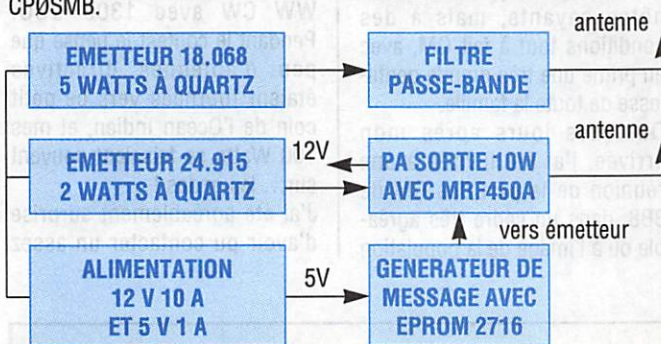 CPØSMB.
antenne
EMETTEUR 18.068
5 WATTS À QUARTZ
FILTRE
PASSE-BANDE
antenne
EMETTEUR 24.915
2 WATTS À QUARTZ
12V
PA SORTIE 10W
AVEC MRF450A
vers émetteur
ALIMENTATION
12 V 10 A
ET 5 V 1 A
5V
GENERATEUR DE
MESSAGE AVEC
EPROM 2716